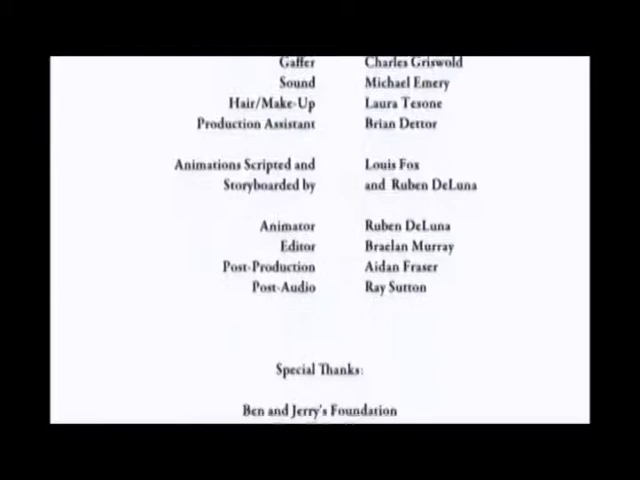 Gaffer Charles Griswold
Sound Michael Emery
Hair/Make-Up Laura Tesone
Production Assistant Brian Dettor
Animations Scripted and Louis Fox
Storyboarded by and Ruben DeLuna
Animator Ruben DeLuna
Editor Braelan Murray
Post-Production Aidan Fraser
Post-Audio Ray Sutton
Special Thanks:
Ben and Jerry's Foundation